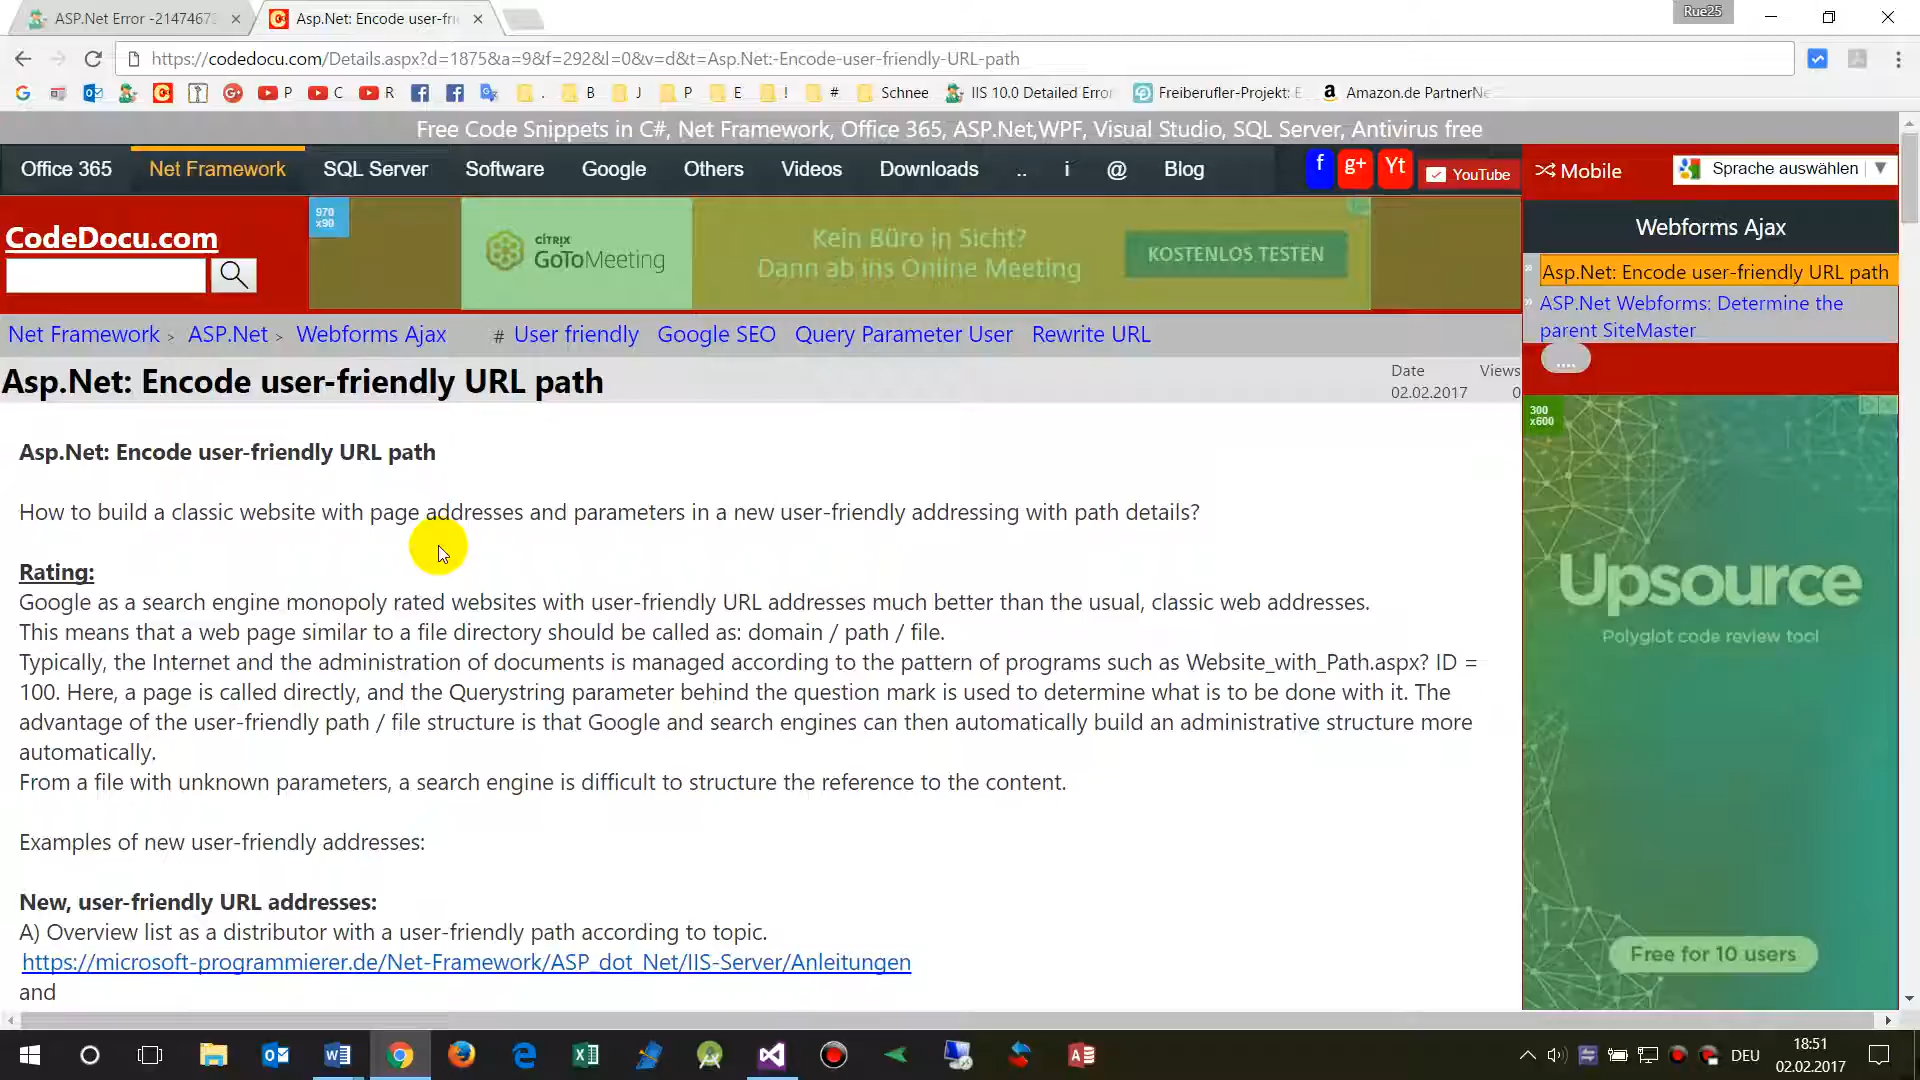 ASP.Net Error -2147467
Asp.Net: Encode user-fri
Rue25
https://codedocu.com/Details.aspx?d=1875&a=9&f=292&l=0&v=d&t=Asp.Net:-Encode-user-friendly-URL-path
P
C
R
.
B
J
P
E
!
#
Schnee
IIS 10.0 Detailed Error
Freiberufler-Projekt: E
Amazon.de PartnerNe
Free Code Snippets in C#, Net Framework, Office 365, ASP.Net,WPF, Visual Studio, SQL Server, Antivirus free
Office 365
Net Framework
SQL Server
Software
Google
Others
Videos
Downloads
..
i
@
Blog
f
g+
Yt
YouTube
Mobile
Sprache auswählen
CodeDocu.com
970
x90
CİTRIX
GoToMeeting
Kein Büro in Sicht?
Dann ab ins Online Meeting
KOSTENLOS TESTEN
Webforms Ajax
» Asp.Net: Encode user-friendly URL path
» ASP.Net Webforms: Determine the
parent SiteMaster
....
Net Framework > ASP.Net > Webforms Ajax # User friendly Google SEO Query Parameter User Rewrite URL
Asp.Net: Encode user-friendly URL path
Date
02.02.2017
Views
0
Asp.Net: Encode user-friendly URL path
How to build a classic website with page addresses and parameters in a new user-friendly addressing with path details?
Rating:
Google as a search engine monopoly rated websites with user-friendly URL addresses much better than the usual, classic web addresses.
This means that a web page similar to a file directory should be called as: domain / path / file.
Typically, the Internet and the administration of documents is managed according to the pattern of programs such as Website_with_Path.aspx? ID =
100. Here, a page is called directly, and the Querystring parameter behind the question mark is used to determine what is to be done with it. The
advantage of the user-friendly path / file structure is that Google and search engines can then automatically build an administrative structure more
automatically.
From a file with unknown parameters, a search engine is difficult to structure the reference to the content.
Examples of new user-friendly addresses:
New, user-friendly URL addresses:
A) Overview list as a distributor with a user-friendly path according to topic.
https://microsoft-programmierer.de/Net-Framework/ASP_dot_Net/IIS-Server/Anleitungen
and
300
x600
Upsource
Polyglot code review tool
Free for 10 users
DEU
18:51
02.02.2017